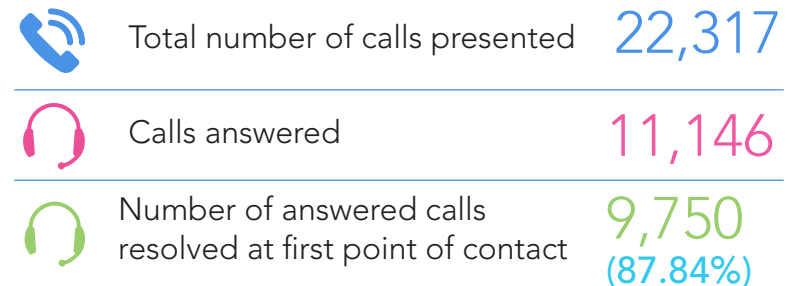 Total number of calls presented 22,317
Calls answered 11,146
Number of answered calls 9,750
resolved at first point of contact (87.84%)